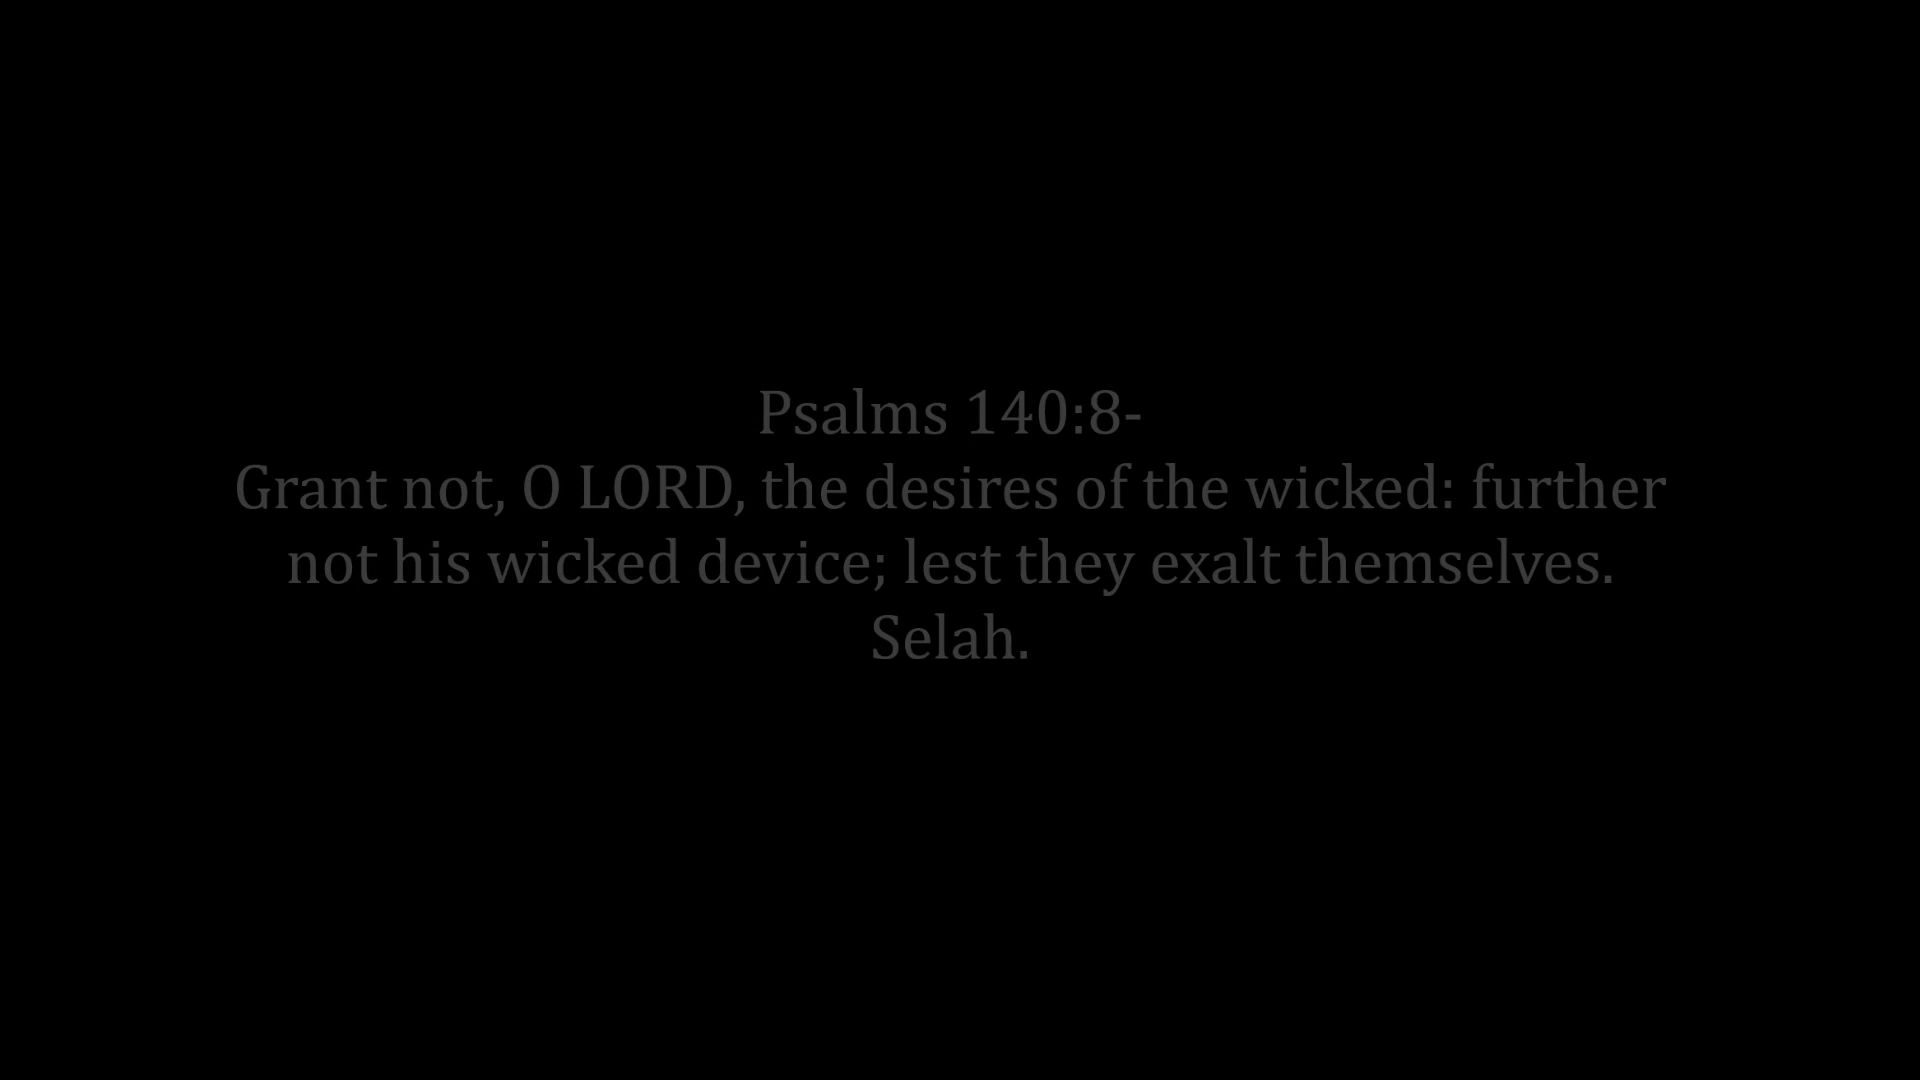 Psalms 140:8-
Grant not, O LORD, the desires of the wicked: further
not his wicked device; lest they exalt themselves.
Selah.